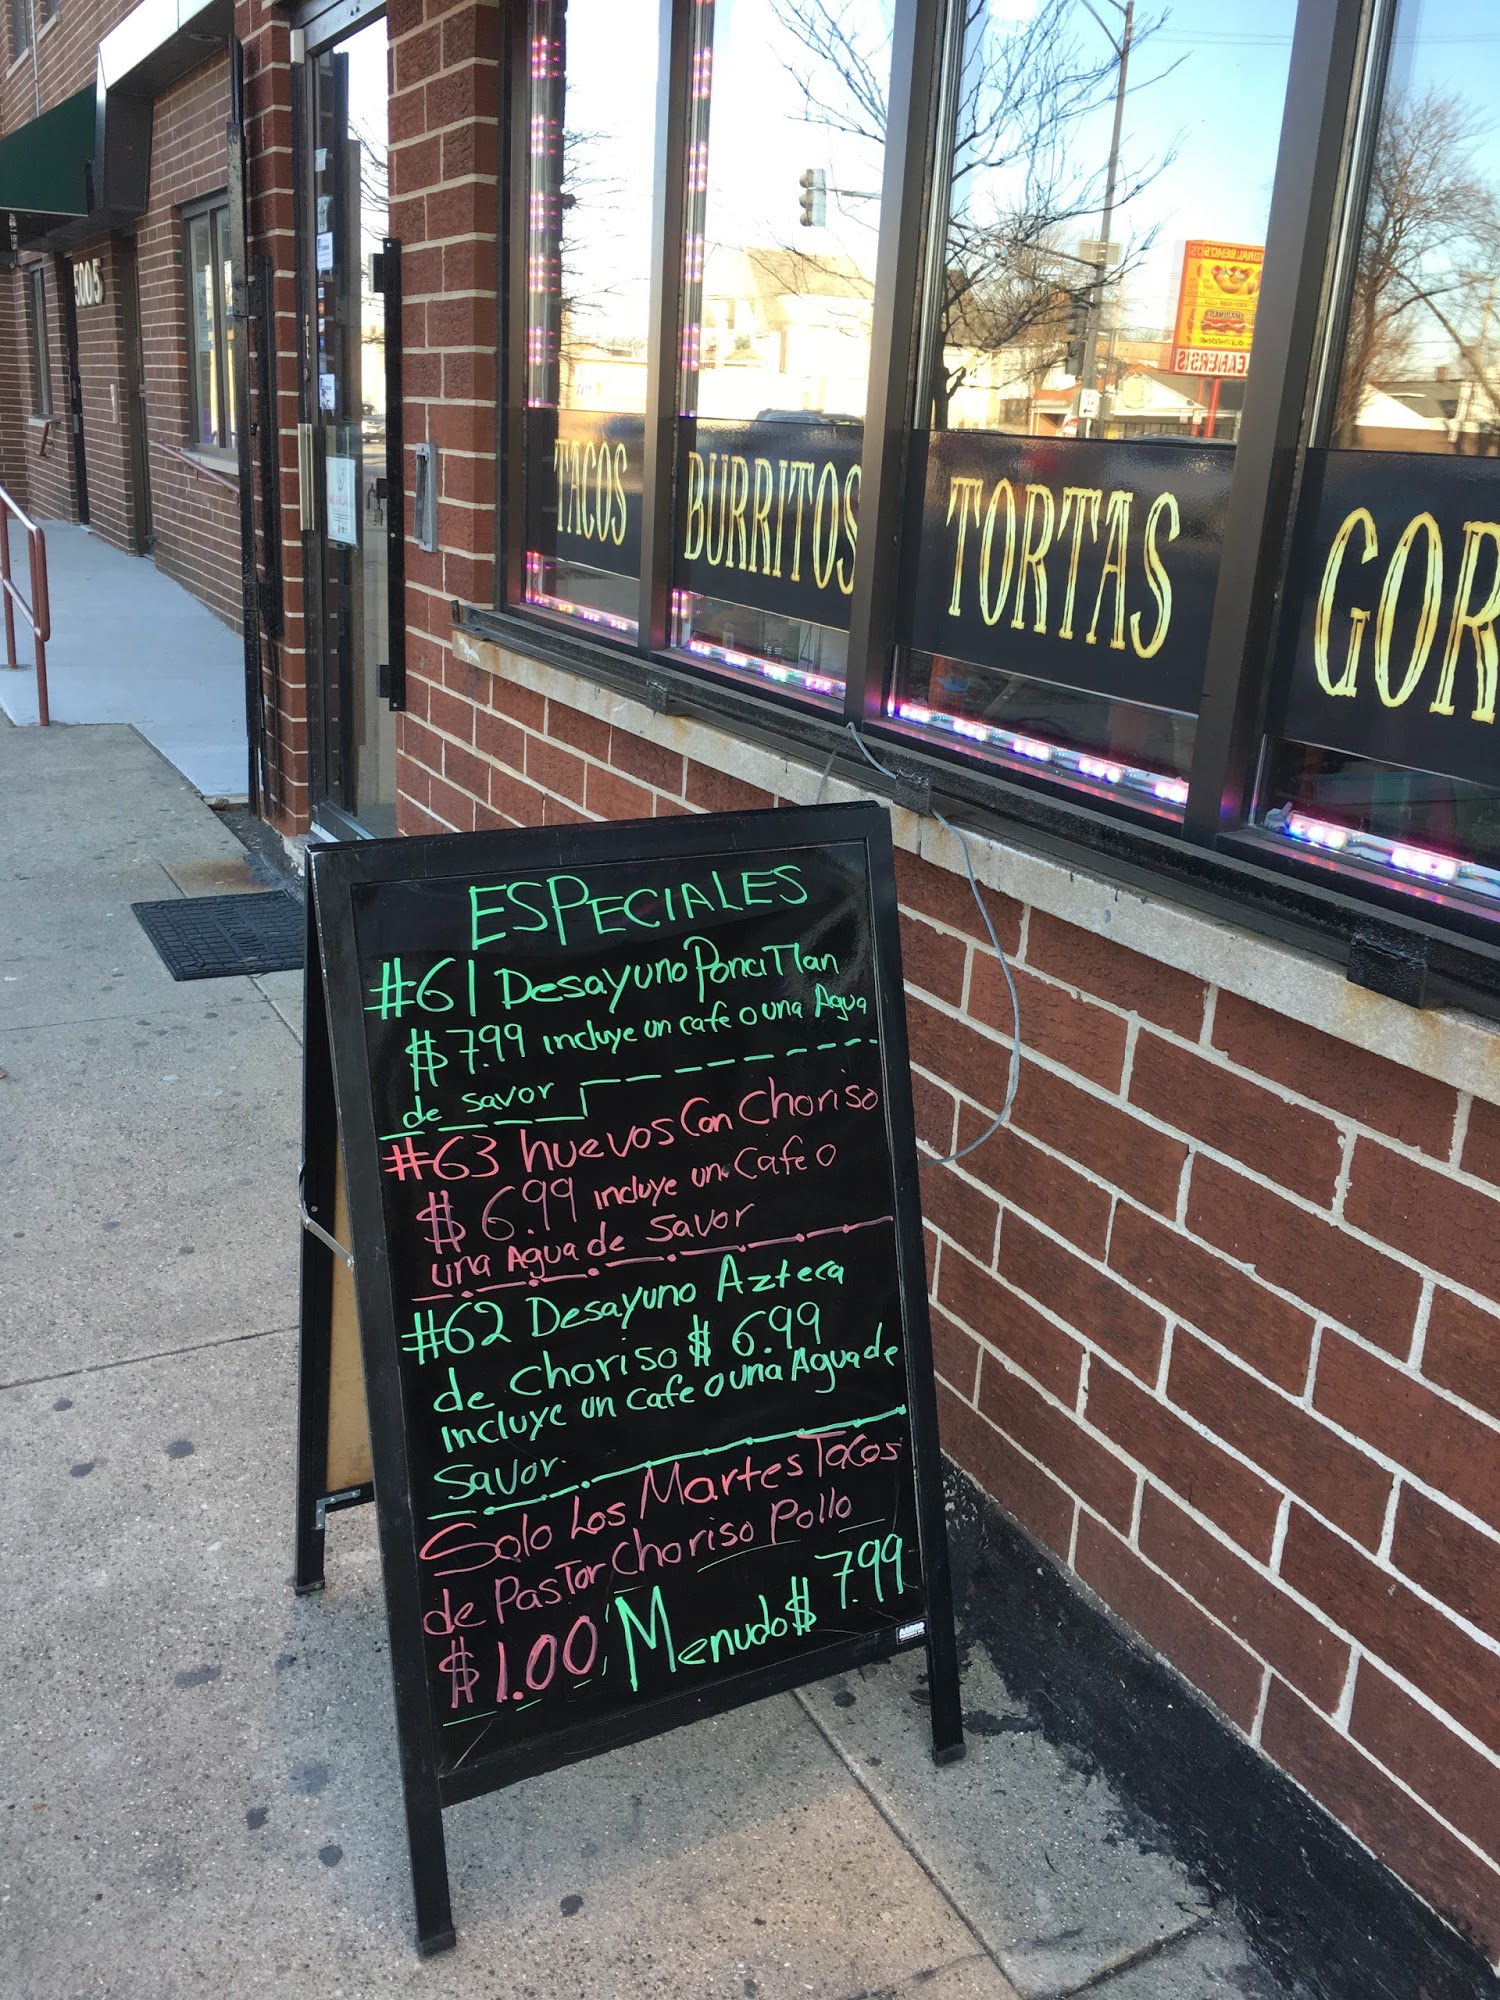 5005
TACOS
BURRITOS
TORTAS
GOR
ESPECIALES
#61 Desayuno Poncitlan
$7.99 incluye un cafe o una Agua
de savor
#63 huevos Con Choriso
$6.99 incluye un Cafe o
una Agua de Savor
#62 Desayuno Azteca
de Choriso $6.99
Incluye un Cafe o una Agua de
Savor.
Solo Los Martes Tacos
de Pastor Choriso Pollo
$1.00 Menudo $7.99